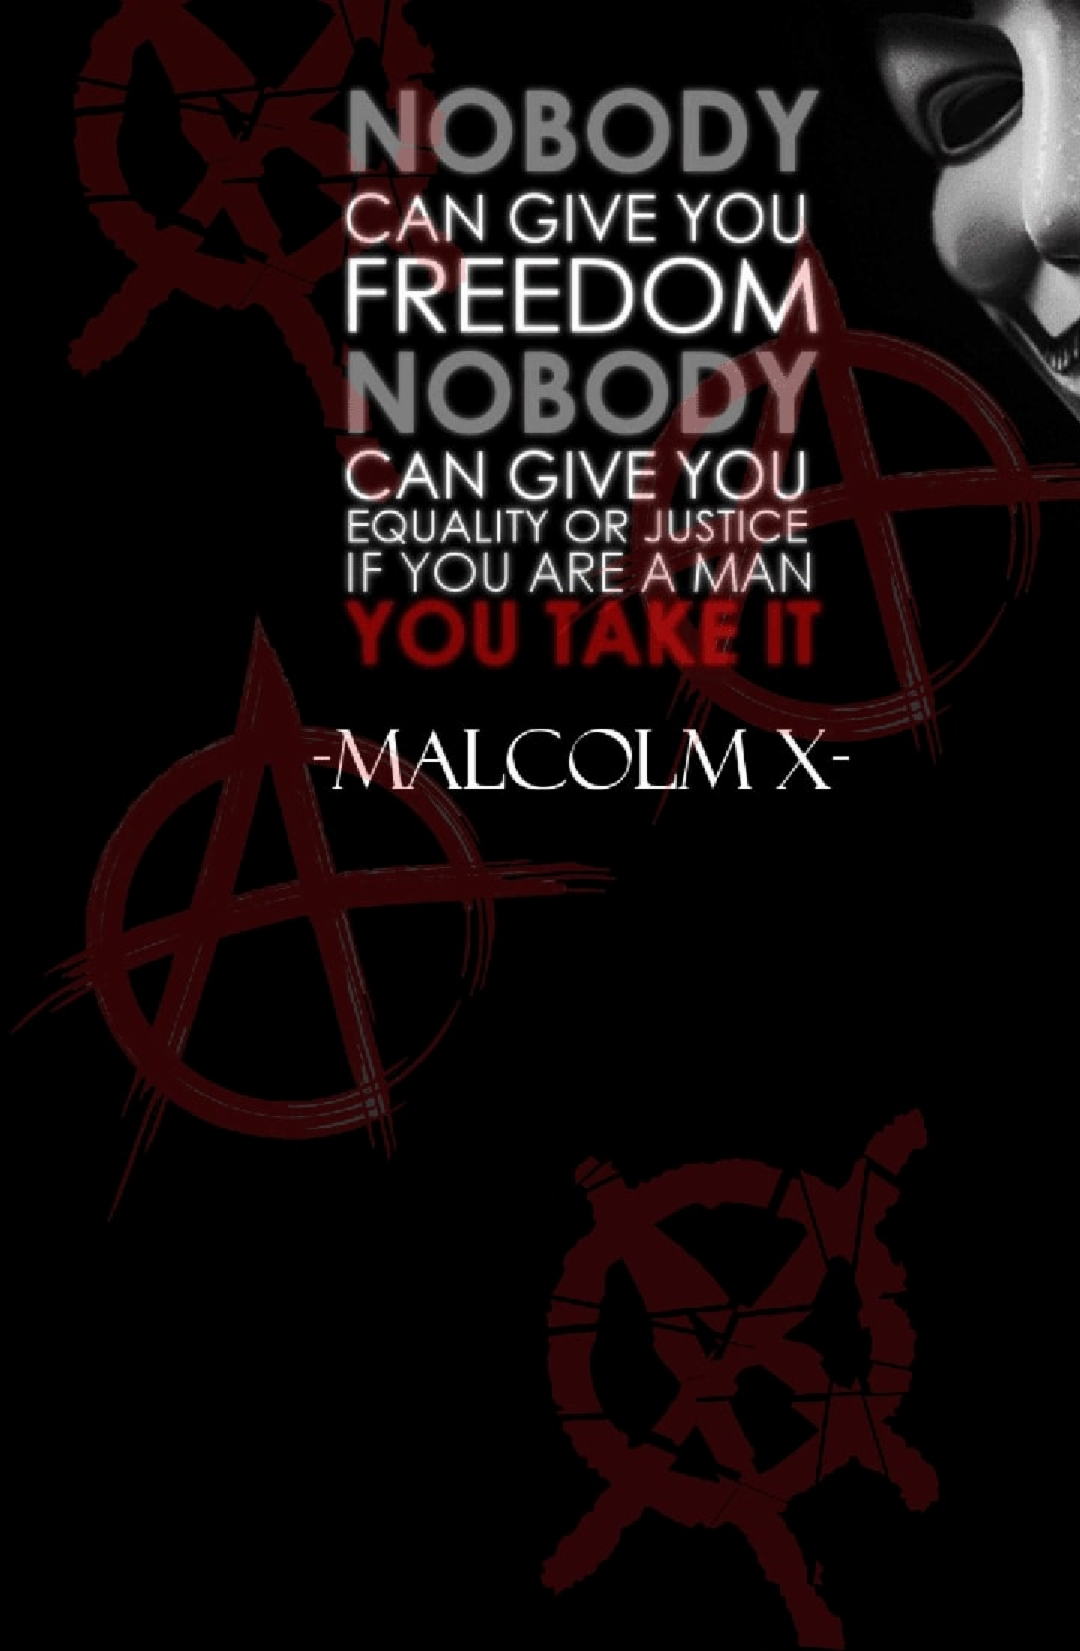 NOBODY
CAN GIVE YOU
FREEDOM
NOBODY
CAN GIVE YOU
EQUALITY OR JUSTICE
IF YOU ARE A MAN
YOU TAKE IT
-MALCOLM X-